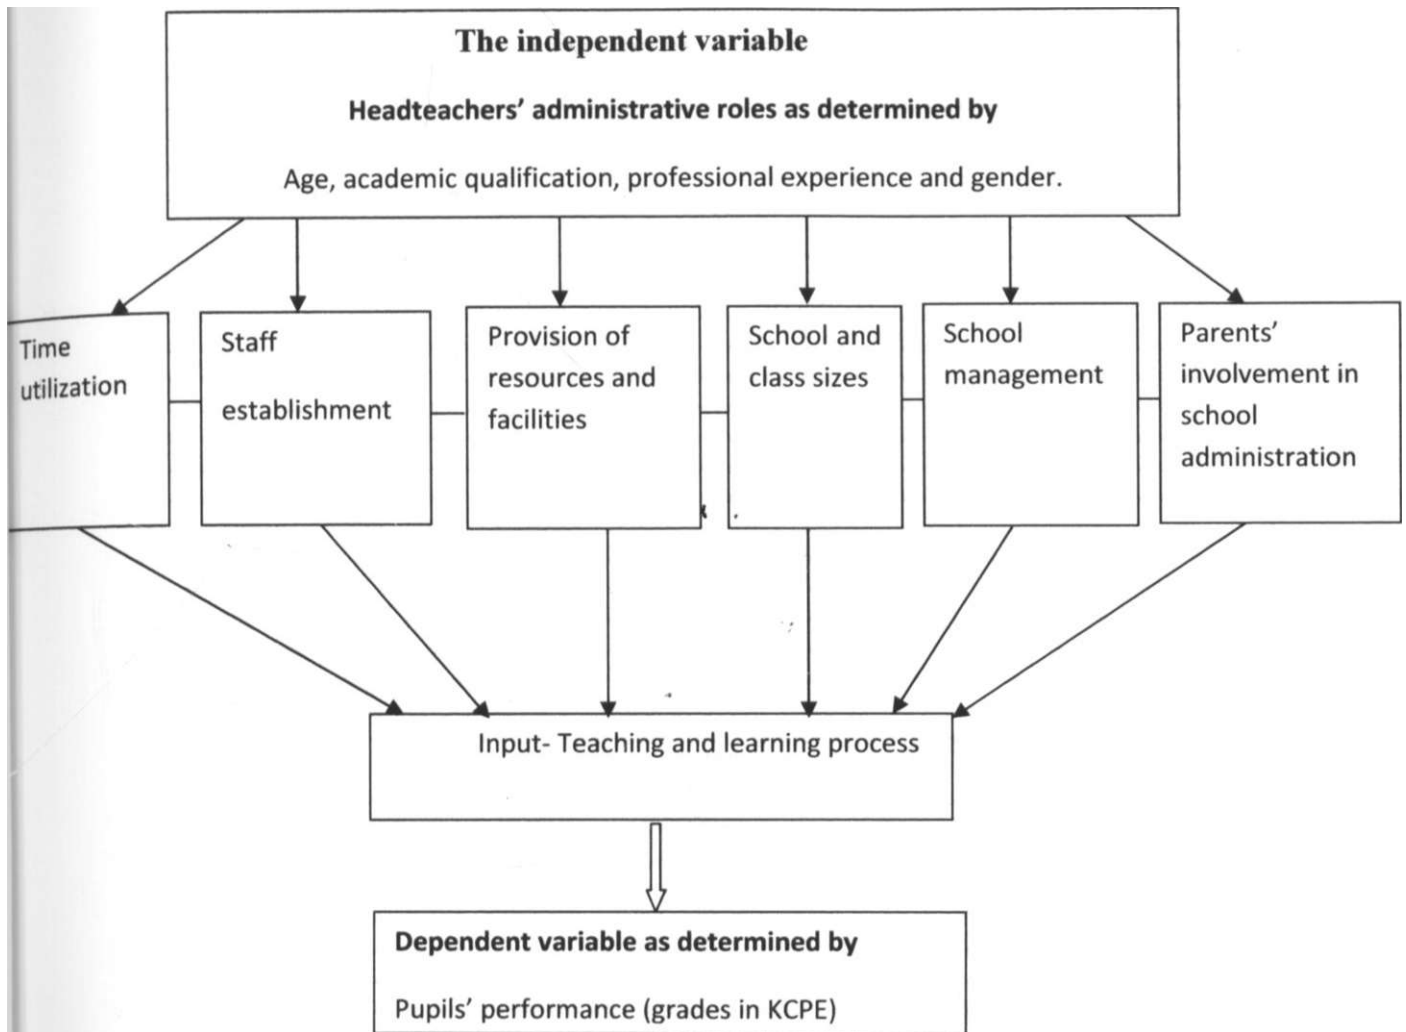 The independent variable
Headteachers' administrative roles as determined by
Age, academic qualification, professional experience and gender.
Time
utilization
Staff
establishment
Provision of
resources and
facilities
School and
class sizes
School
management
Parents'
involvement in
school
administration
Input- Teaching and learning process
Dependent variable as determined by
Pupils' performance (grades in KCPE)